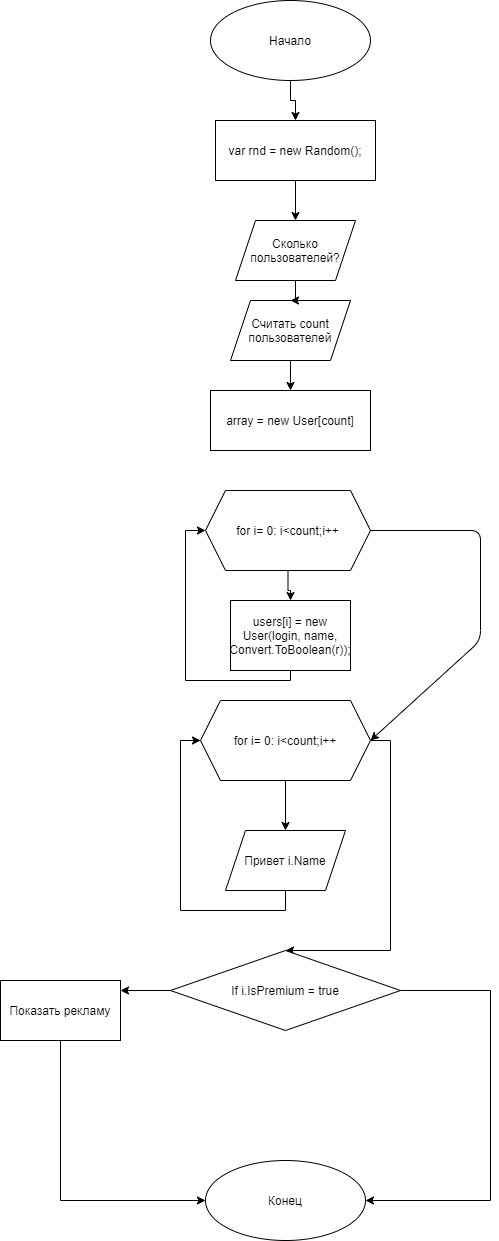 Начало
var rnd = new Random();
Сколько
пользователей?
Считать count
пользователей
array = new User[count]
for i= 0: i<count;i++
users[i] = new
User(login, name,
Convert.ToBoolean(r));
for i= 0: i<count;i++
Привет i.Name
If i.IsPremium = true
Показать рекламу
Конец